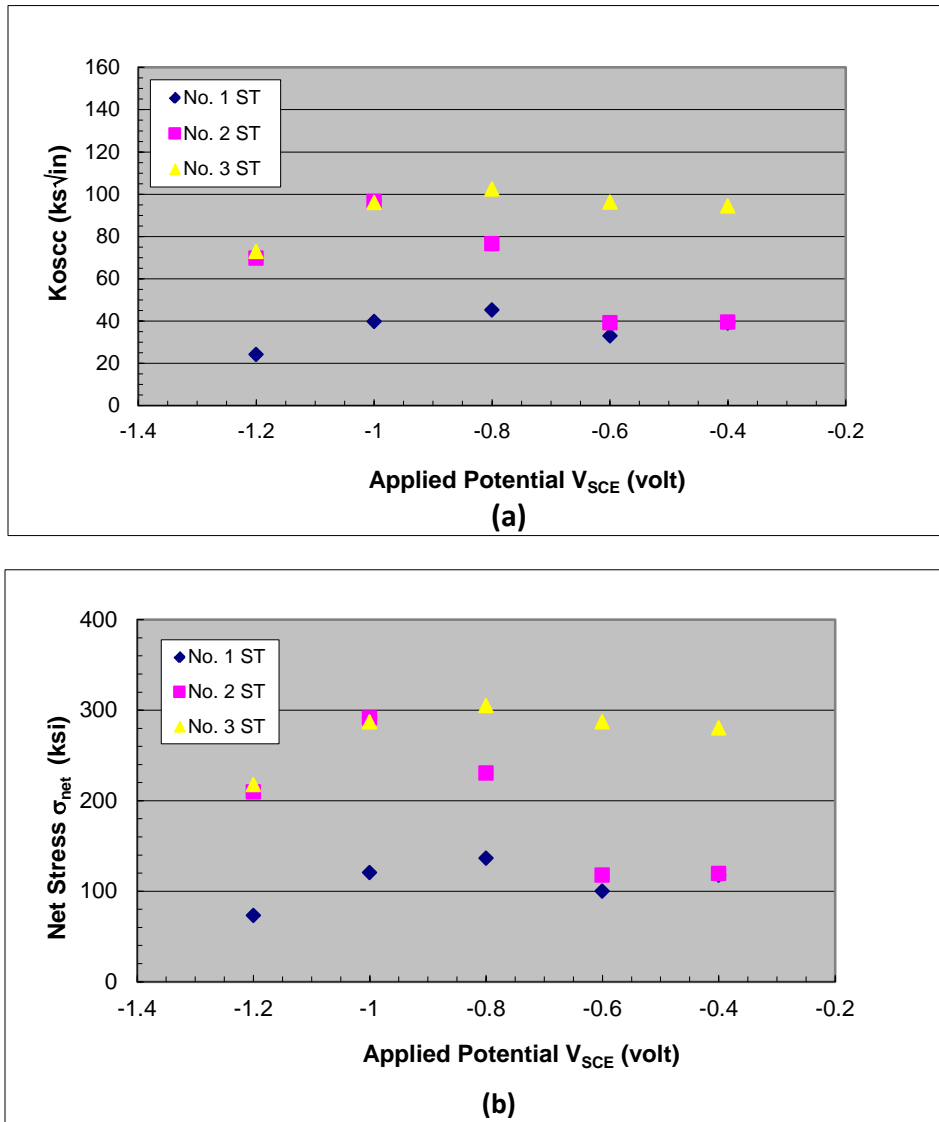 160
140
120
100
80
60
40
20
0
Koscc (ks√in)
No. 1 ST
No. 2 ST
No. 3 ST
-1.4 -1.2 -1 -0.8 -0.6 -0.4 -0.2
Applied Potential V_SCE (volt)
(a)
400
300
200
100
0
Net Stress σ_net (ksi)
No. 1 ST
No. 2 ST
No. 3 ST
-1.4 -1.2 -1 -0.8 -0.6 -0.4 -0.2
Applied Potential V_SCE (volt)
(b)